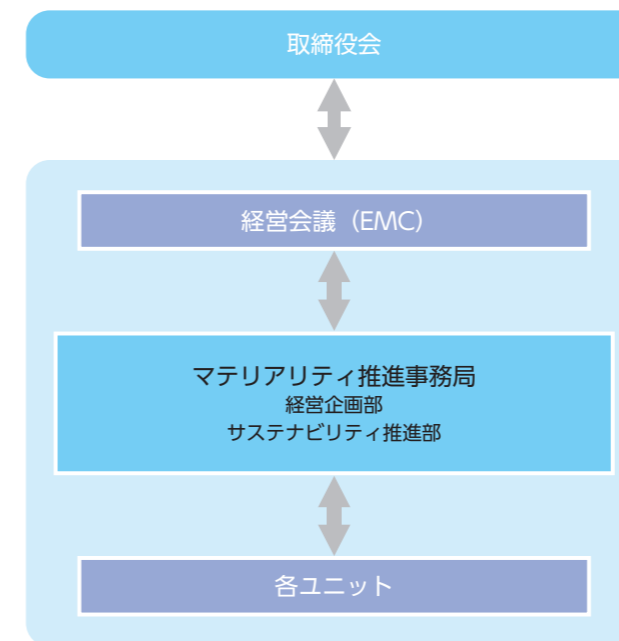 取締役会
経営会議（EMC）
マテリアリティ推進事務局
経営企画部
サステナビリティ推進部
各ユニット